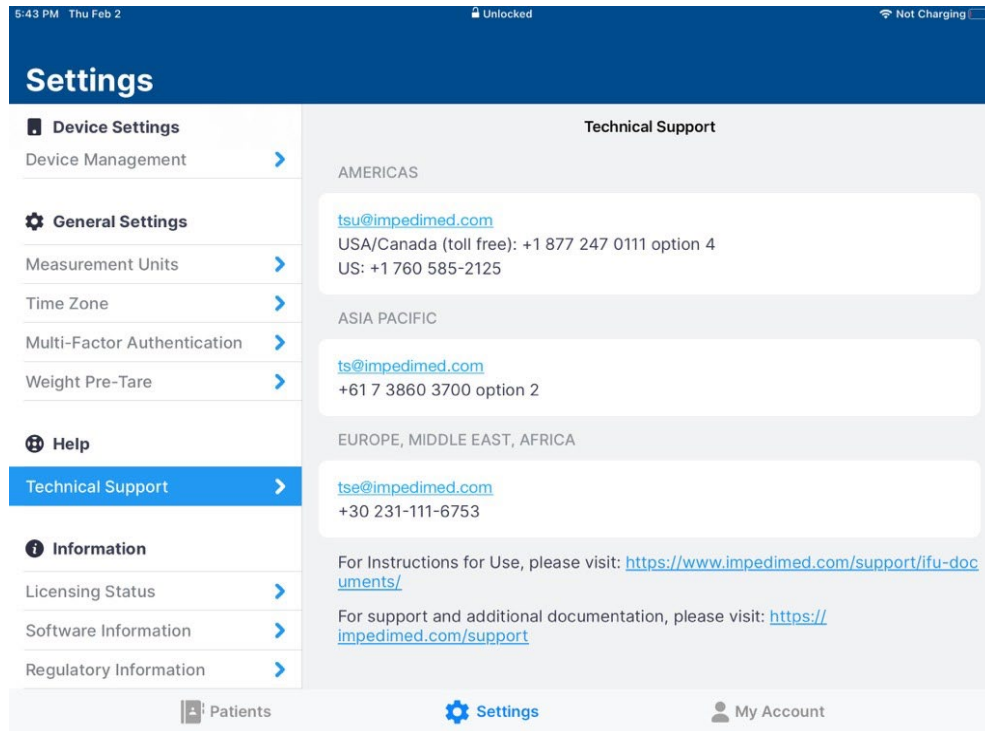 5:43 PM Thu Feb 2
Unlocked
Not Charging
Settings
Device Settings
Device Management
General Settings
Measurement Units
Time Zone
Multi-Factor Authentication
Weight Pre-Tare
Help
Technical Support
Information
Licensing Status
Software Information
Regulatory Information
Technical Support
AMERICAS
tsu@impedimed.com
USA/Canada (toll free): +1 877 247 0111 option 4
US: +1 760 585-2125
ASIA PACIFIC
ts@impedimed.com
+61 7 3860 3700 option 2
EUROPE, MIDDLE EAST, AFRICA
tse@impedimed.com
+30 231-111-6753
For Instructions for Use, please visit: https://www.impedimed.com/support/ifu-doc
uments/
For support and additional documentation, please visit: https://
impedimed.com/support
Patients
Settings
My Account